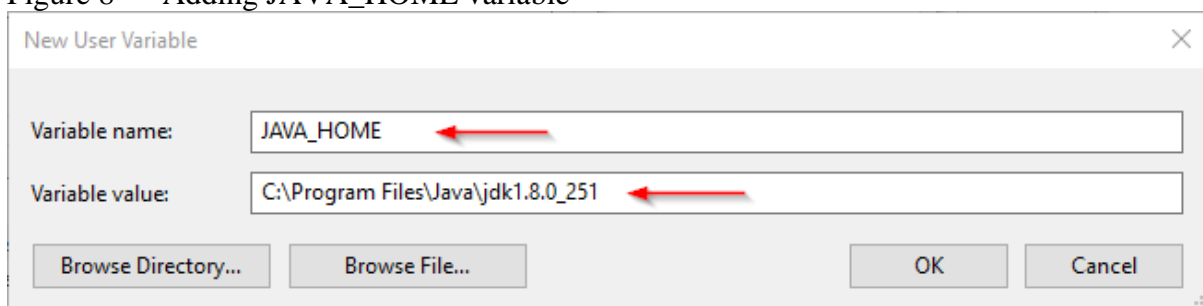 Figure 8 Adding JAVA_HOME variable
New User Variable
Variable name: JAVA_HOME
Variable value: C:\Program Files\Java\jdk1.8.0_251
Browse Directory... Browse File... OK Cancel